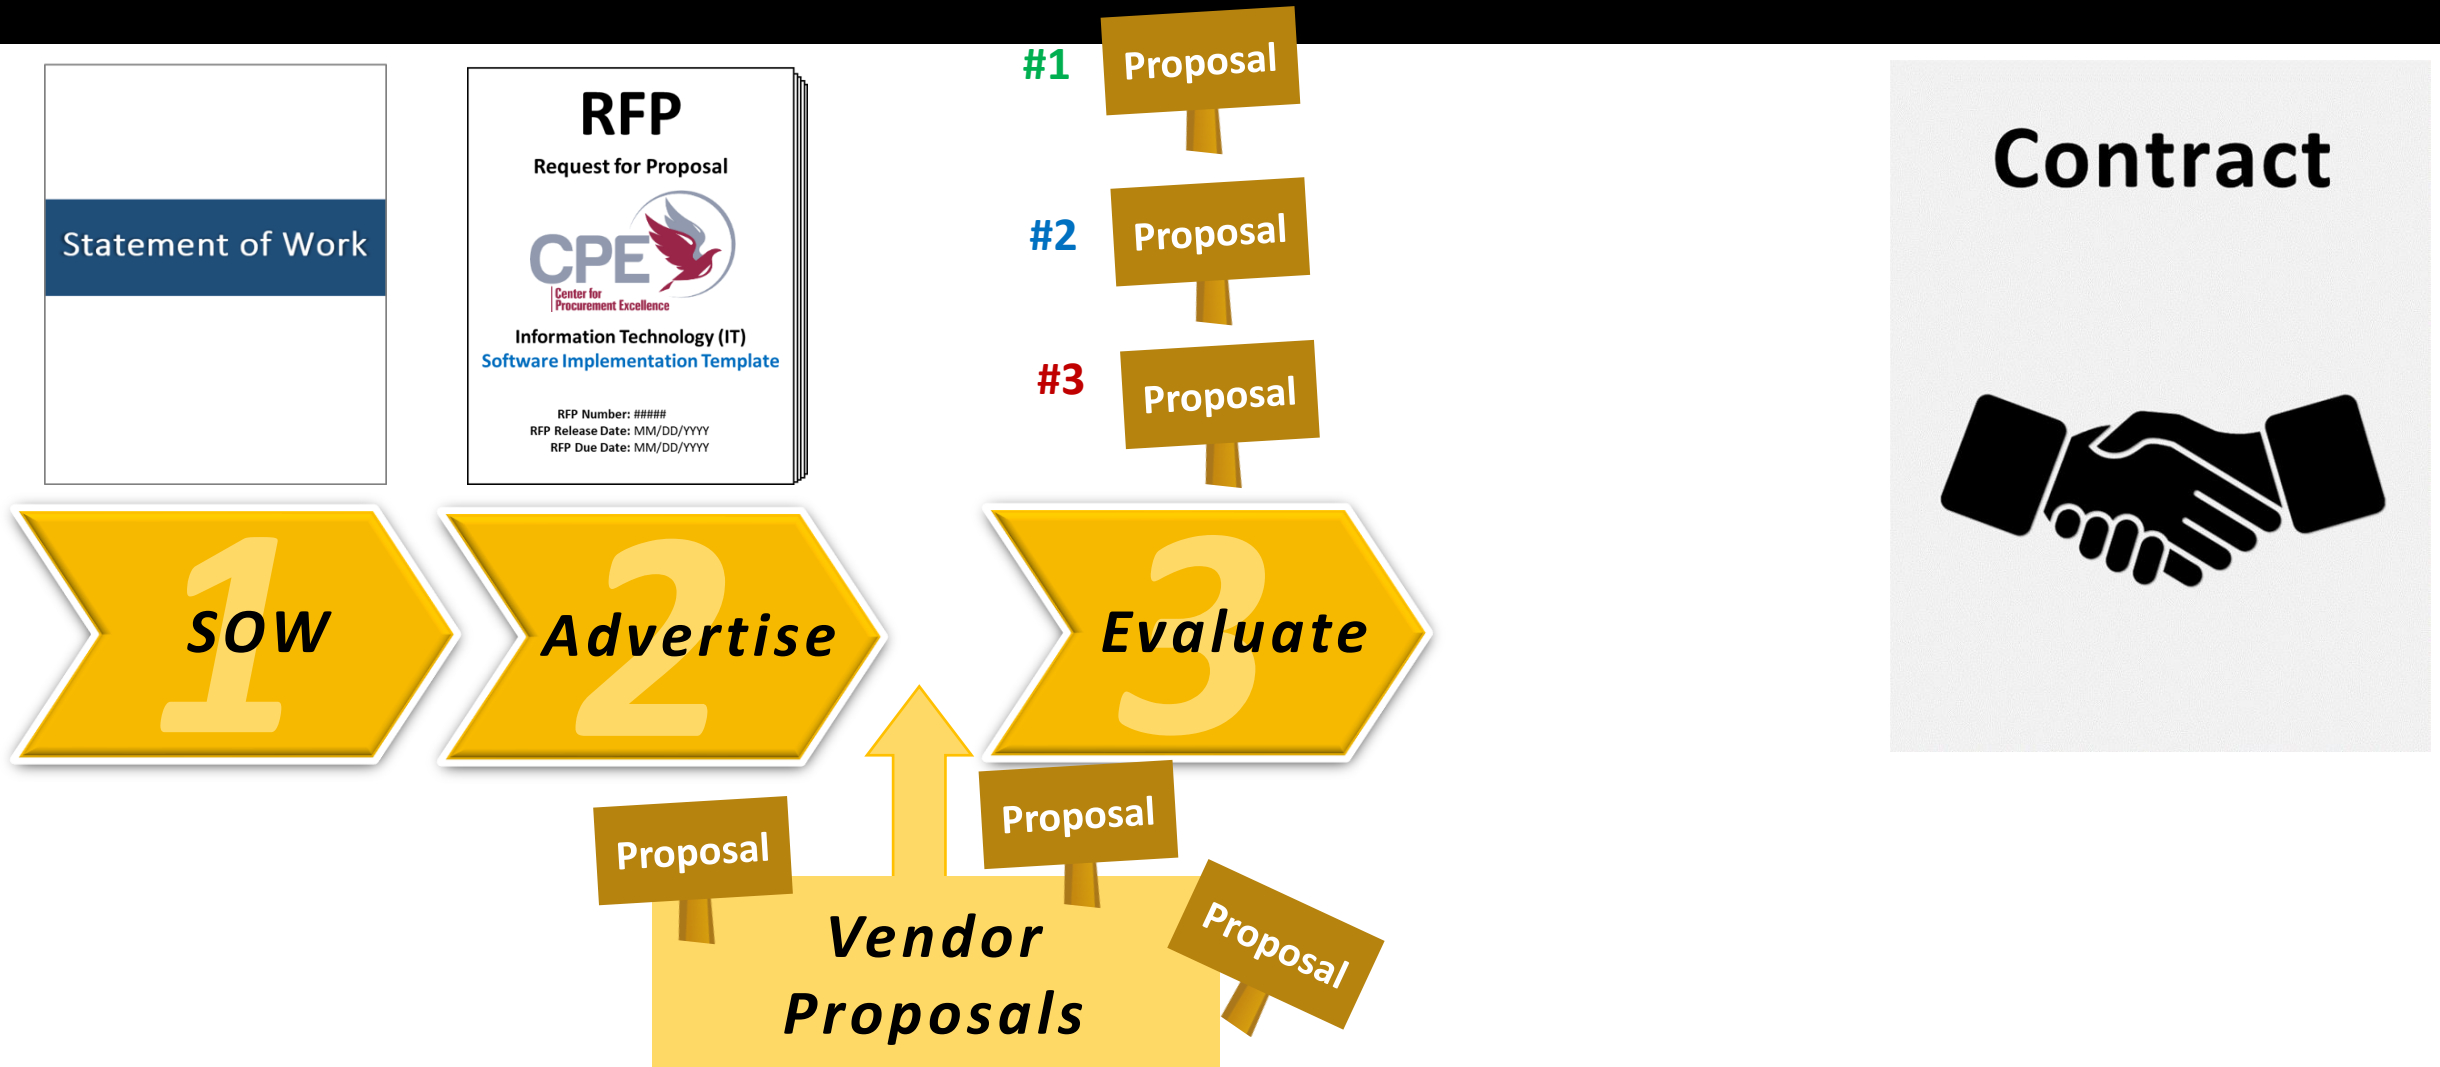 Statement of Work
RFP
Request for Proposal
CPE
Center for
Procurement Excellence
Information Technology (IT)
Software Implementation Template
RFP Number: #####
RFP Release Date: MM/DD/YYYY
RFP Due Date: MM/DD/YYYY
#1
Proposal
#2
Proposal
#3
Proposal
Contract
1
SOW
2
Advertise
3
Evaluate
Proposal
Proposal
Proposal
Vendor
Proposals